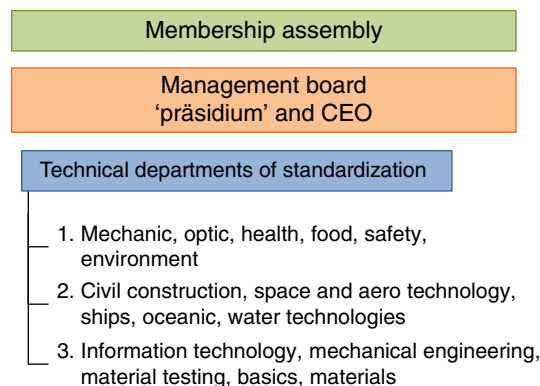 Membership assembly
Management board
‘präsidium’ and CEO
Technical departments of standardization
1. Mechanic, optic, health, food, safety,
environment
2. Civil construction, space and aero technology,
ships, oceanic, water technologies
3. Information technology, mechanical engineering,
material testing, basics, materials